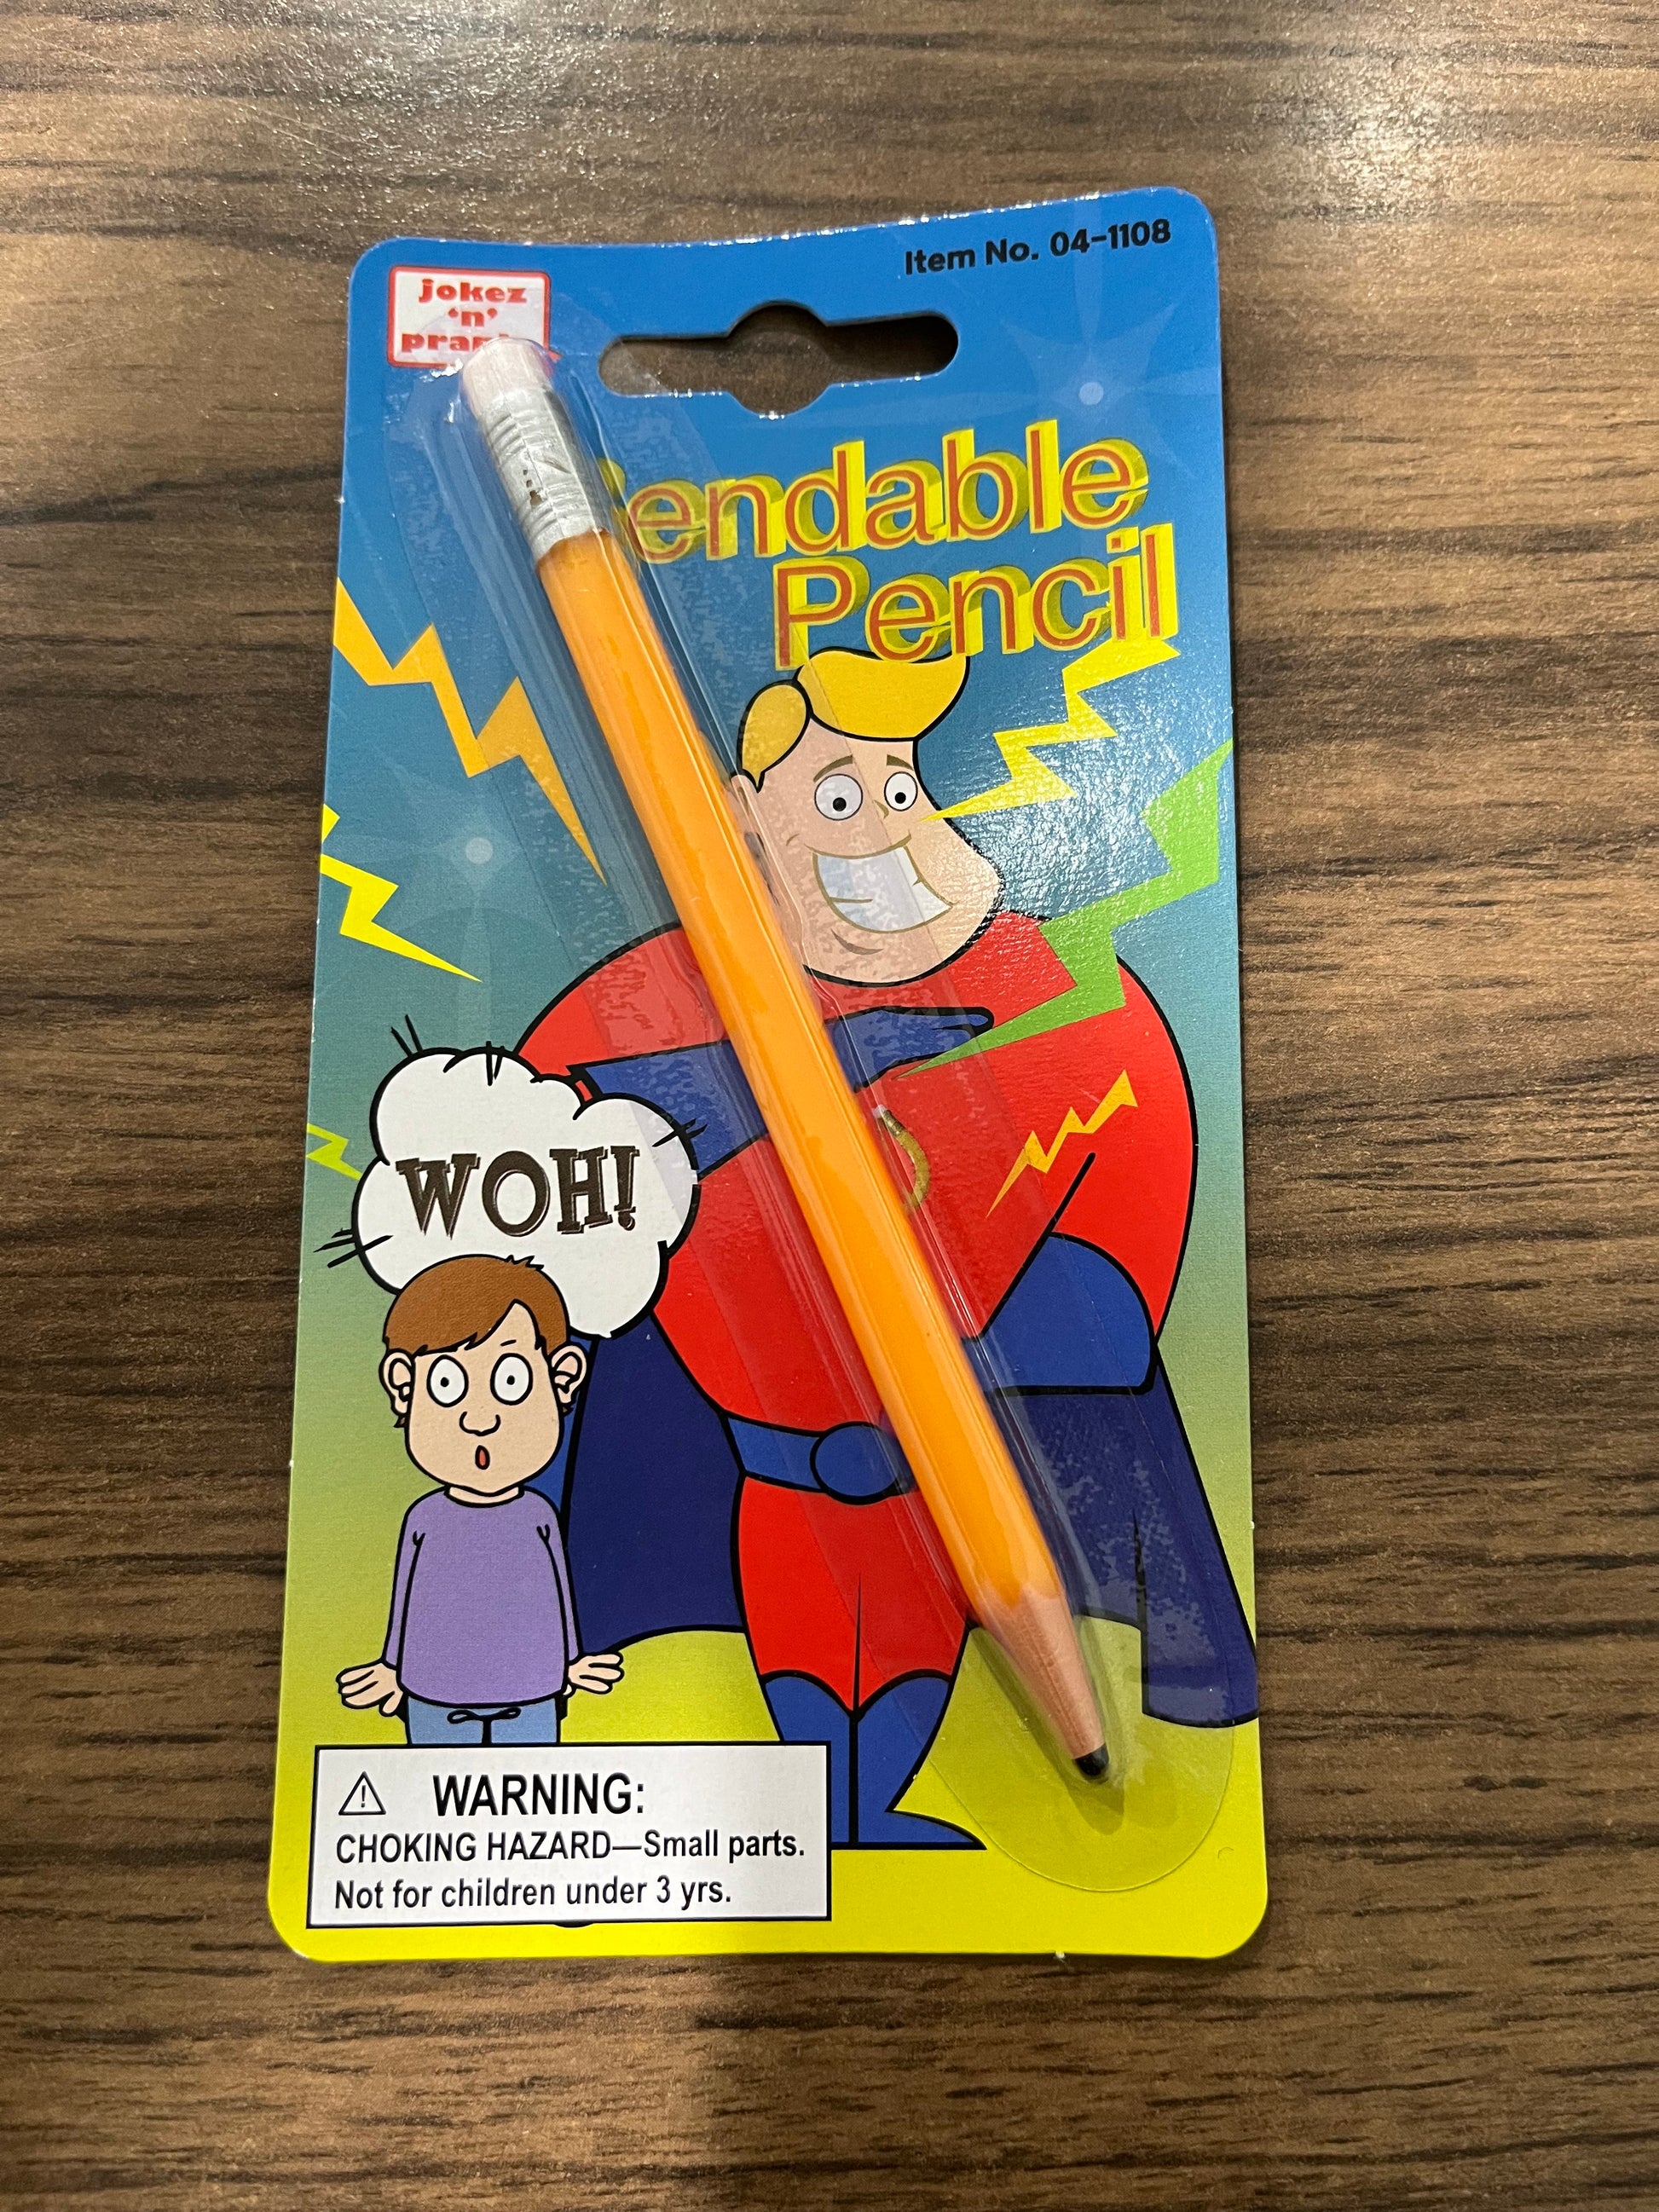 Item No. 04-1108
jokez
'n'
endable
Pencil
WOH!
WARNING:
CHOKING HAZARD—Small parts.
Not for children under 3 yrs.